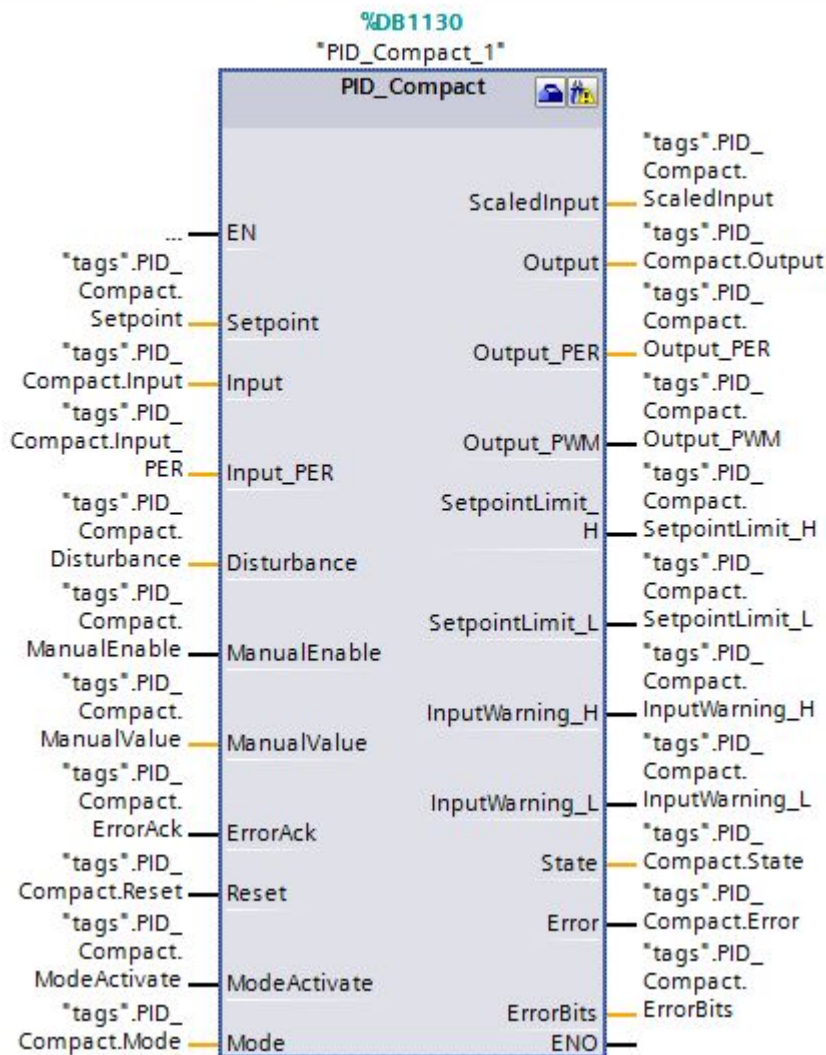 %DB1130
"PID_Compact_1"
PID_Compact
...
EN
"tags".PID_
Compact.
Setpoint
Setpoint
"tags".PID_
Compact.Input
Input
"tags".PID_
Compact.Input_
PER
Input_PER
"tags".PID_
Compact.
Disturbance
Disturbance
"tags".PID_
Compact.
ManualEnable
ManualEnable
"tags".PID_
Compact.
ManualValue
ManualValue
"tags".PID_
Compact.
ErrorAck
ErrorAck
"tags".PID_
Compact.Reset
Reset
"tags".PID_
Compact.
ModeActivate
ModeActivate
"tags".PID_
Compact.Mode
Mode
ScaledInput
"tags".PID_
Compact.
ScaledInput
Output
"tags".PID_
Compact.Output
Output_PER
"tags".PID_
Compact.
Output_PER
Output_PWM
"tags".PID_
Compact.
Output_PWM
SetpointLimit_
H
"tags".PID_
Compact.
SetpointLimit_H
SetpointLimit_L
"tags".PID_
Compact.
SetpointLimit_L
InputWarning_H
"tags".PID_
Compact.
InputWarning_H
InputWarning_L
"tags".PID_
Compact.
InputWarning_L
State
"tags".PID_
Compact.State
Error
"tags".PID_
Compact.Error
ErrorBits
"tags".PID_
Compact.
ErrorBits
ENO